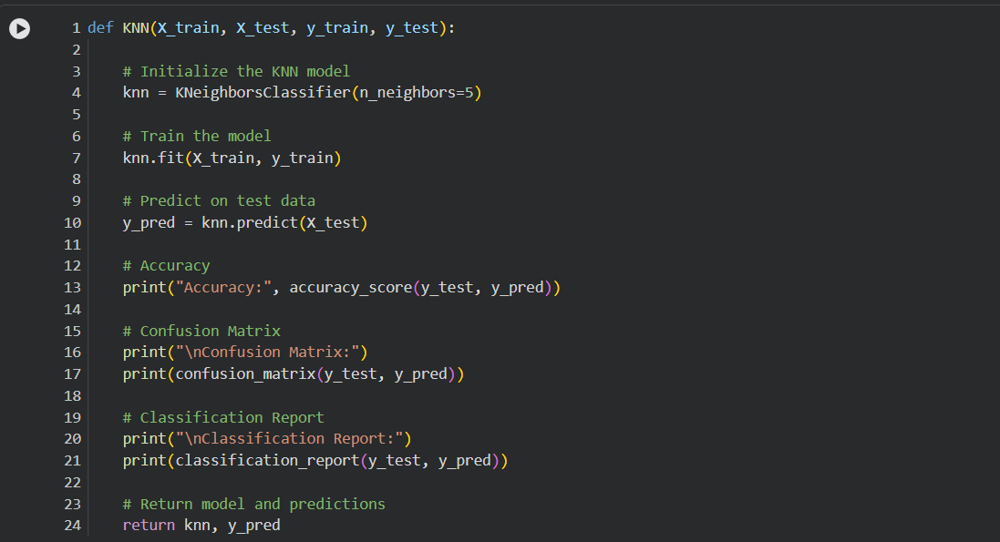 1 def KNN(X_train, X_test, y_train, y_test):
2
3     # Initialize the KNN model
4     knn = KNeighborsClassifier(n_neighbors=5)
5
6     # Train the model
7     knn.fit(X_train, y_train)
8
9     # Predict on test data
10     y_pred = knn.predict(X_test)
11
12     # Accuracy
13     print("Accuracy:", accuracy_score(y_test, y_pred))
14
15     # Confusion Matrix
16     print("\nConfusion Matrix:")
17     print(confusion_matrix(y_test, y_pred))
18
19     # Classification Report
20     print("\nClassification Report:")
21     print(classification_report(y_test, y_pred))
22
23     # Return model and predictions
24     return knn, y_pred